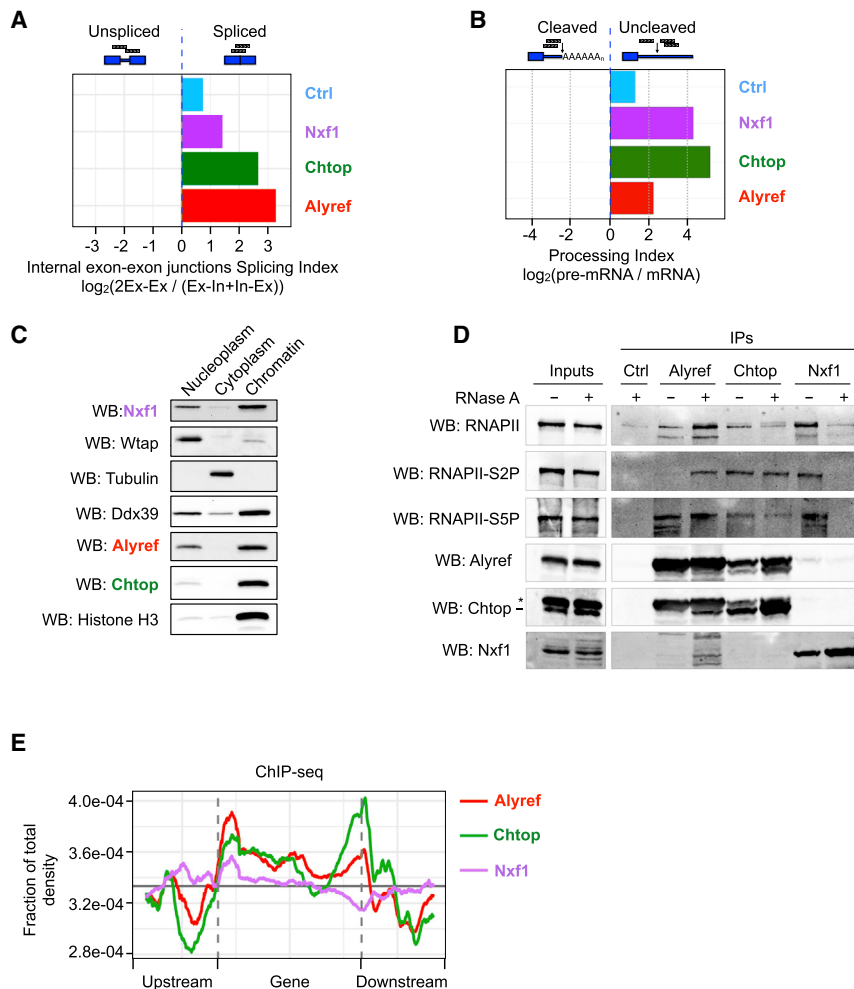 A
Unspliced
Spliced
Ctrl
Nxf1
Chtop
Alyref
-3 -2 -1 0 1 2 3
Internal exon-exon junctions Splicing Index
log2(2Ex-Ex / (Ex-In+In-Ex))
B
Cleaved
Uncleaved
AAAAAAn
Ctrl
Nxf1
Chtop
Alyref
-4 -2 0 2 4
Processing Index
log2(pre-mRNA / mRNA)
C
Nucleoplasm
Cytoplasm
Chromatin
WB:Nxf1
WB: Wtap
WB: Tubulin
WB: Ddx39
WB: Alyref
WB: Chtop
WB: Histone H3
D
IPs
Inputs Ctrl Alyref Chtop Nxf1
RNase A − + + − + − + − +
WB: RNAPII
WB: RNAPII-S2P
WB: RNAPII-S5P
WB: Alyref
WB: Chtop *
WB: Nxf1
E
ChIP-seq
Fraction of total
density
4.0e-04
3.6e-04
3.2e-04
2.8e-04
Upstream Gene Downstream
Alyref
Chtop
Nxf1